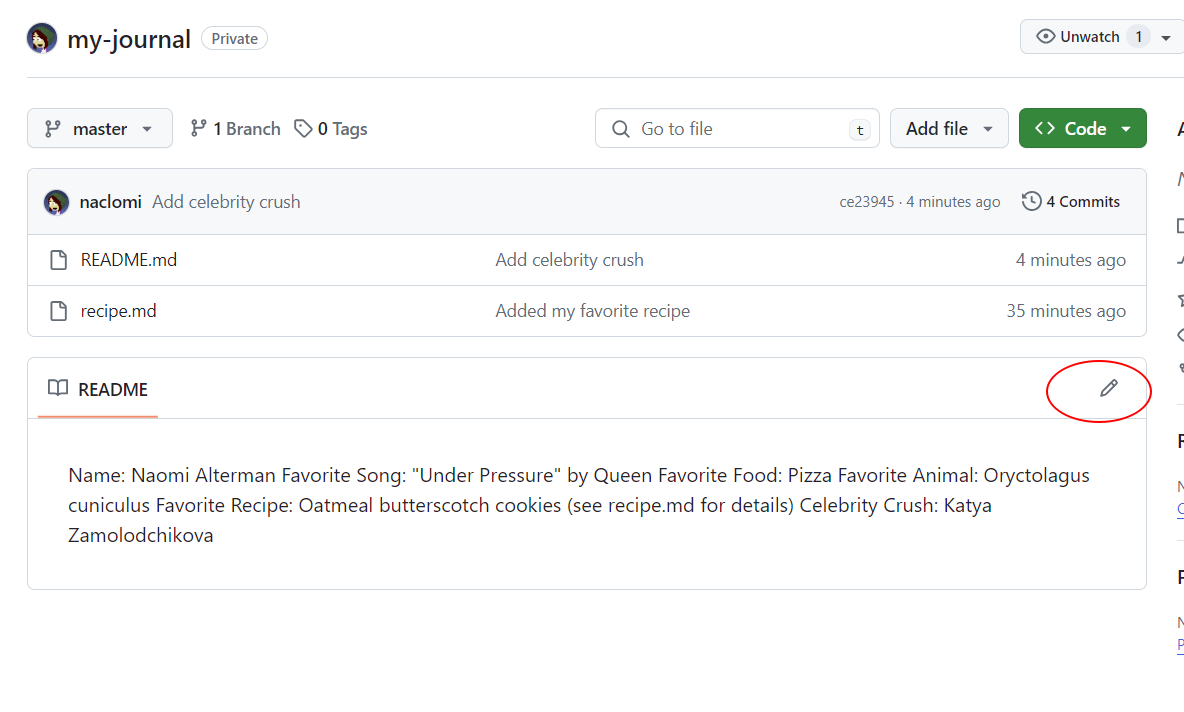 my-journal Private Unwatch 1
master 1 Branch 0 Tags Go to file t Add file Code
naclomi Add celebrity crush ce23945 · 4 minutes ago 4 Commits
README.md Add celebrity crush 4 minutes ago
recipe.md Added my favorite recipe 35 minutes ago
README
Name: Naomi Alterman Favorite Song: "Under Pressure" by Queen Favorite Food: Pizza Favorite Animal: Oryctolagus
cuniculus Favorite Recipe: Oatmeal butterscotch cookies (see recipe.md for details) Celebrity Crush: Katya
Zamolodchikova